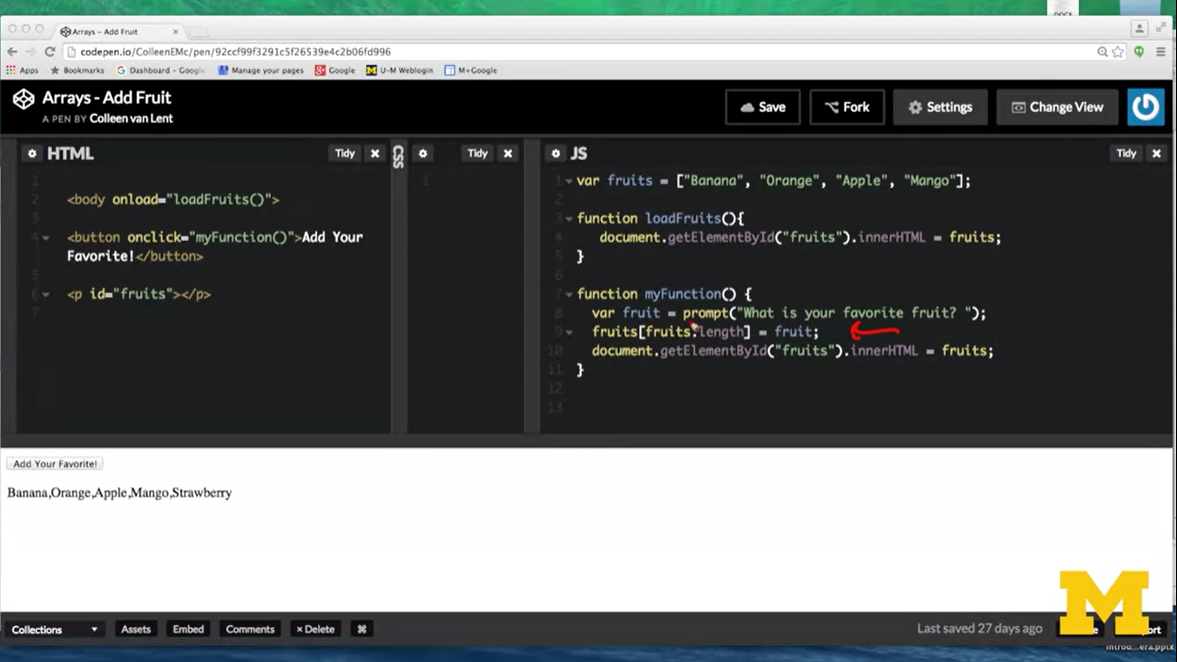 DOCX
Arrays - Add Fruit
codepen.io/ColleenEMc/pen/92ccf99f3291c5f26539e4c2b06fd996
Apps Bookmarks Dashboard - Google Manage your pages Google U-M Weblogin M+Google
Arrays - Add Fruit
A PEN BY Colleen van Lent
Save Fork Settings Change View
HTML Tidy
1
2 <body onload="loadFruits()">
3
4 <button onclick="myFunction()">Add Your
Favorite!</button>
5
6 <p id="fruits"></p>
7
CSS Tidy
1
JS Tidy
1 var fruits = ["Banana", "Orange", "Apple", "Mango"];
2
3 function loadFruits(){
4 document.getElementById("fruits").innerHTML = fruits;
5 }
6
7 function myFunction() {
8 var fruit = prompt("What is your favorite fruit? ");
9 fruits[fruits.length] = fruit;
10 document.getElementById("fruits").innerHTML = fruits;
11 }
12
13
Add Your Favorite!
Banana,Orange,Apple,Mango,Strawberry
Collections Assets Embed Comments × Delete ⌘ Last saved 27 days ago
M